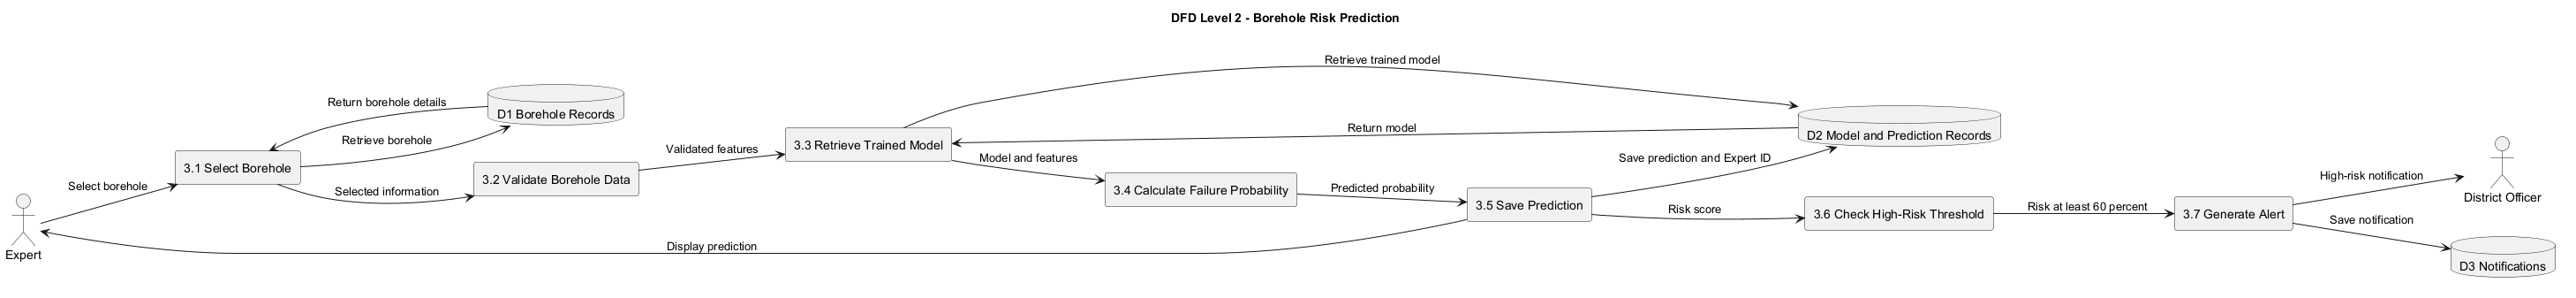 DFD Level 2 - Borehole Risk Prediction
Retrieve trained model
Return borehole details
D1 Borehole Records
Retrieve borehole
Return model
D2 Model and Prediction Records
3.1 Select Borehole
3.2 Validate Borehole Data
Validated features
3.3 Retrieve Trained Model
Model and features
Save prediction and Expert ID
Select borehole
Selected information
3.4 Calculate Failure Probability
Predicted probability
3.5 Save Prediction
Risk score
3.6 Check High-Risk Threshold
Risk at least 60 percent
3.7 Generate Alert
High-risk notification
District Officer
Save notification
Display prediction
Expert
D3 Notifications